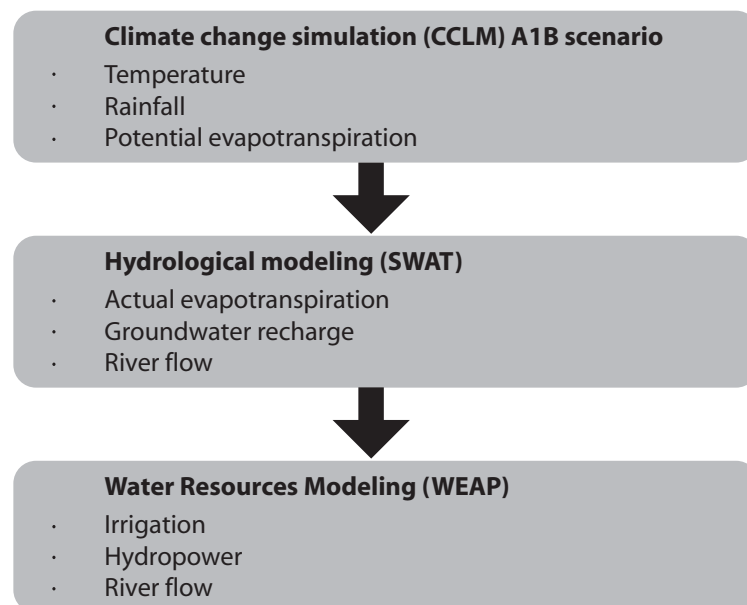 Climate change simulation (CCLM) A1B scenario
· Temperature
· Rainfall
· Potential evapotranspiration
Hydrological modeling (SWAT)
· Actual evapotranspiration
· Groundwater recharge
· River flow
Water Resources Modeling (WEAP)
· Irrigation
· Hydropower
· River flow